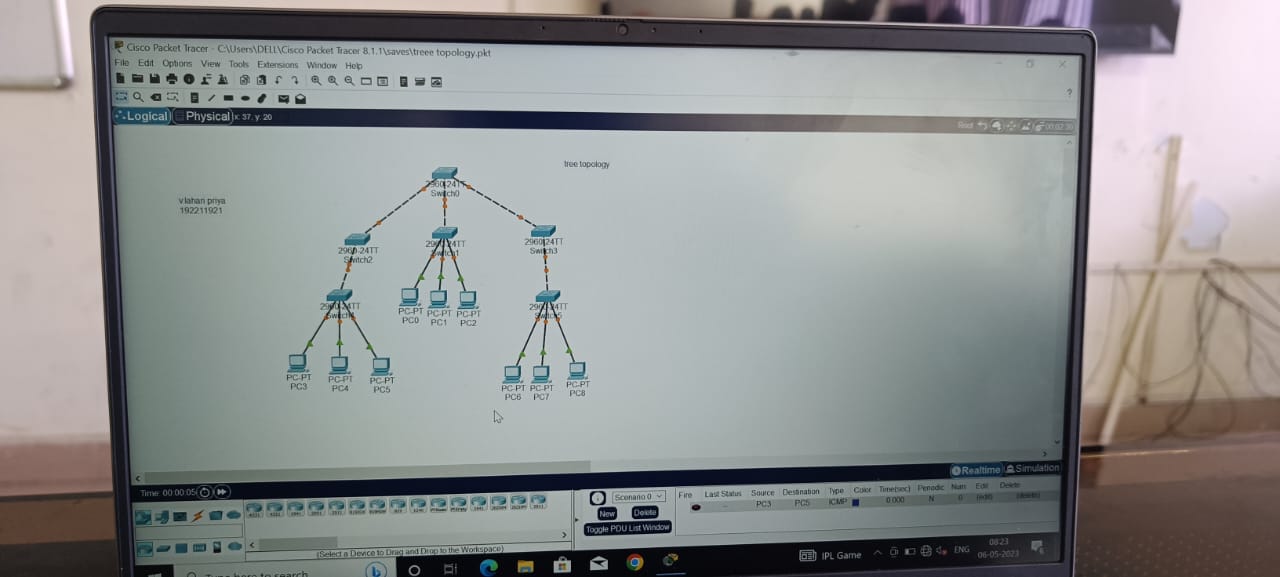 Cisco Packet Tracer - C:\Users\DELL\Cisco Packet Tracer 8.1.1\saves\treee topology.pkt
File Edit Options View Tools Extensions Window Help
?
Logical Physical x: 37, y: 20
Root 00:02:30
tree topology
v.lahari priya
192211921
2960-24TT
Switch0
2960-24TT
Switch2
2960-24TT
Switch1
2960-24TT
Switch3
2960-24TT
2960-24TT
PC-PT
PC0
PC-PT
PC1
PC-PT
PC2
PC-PT
PC3
PC-PT
PC4
PC-PT
PC5
PC-PT
PC6
PC-PT
PC7
PC-PT
PC8
Realtime Simulation
Time: 00:00:05
Scenario 0
New Delete
Toggle PDU List Window
Fire Last Status Source Destination Type Color Time(sec) Periodic Num Edit Delete
-- PC3 PC5 ICMP 0.000 N 0 (edit) (delete)
(Select a Device to Drag and Drop to the Workspace)
Type here to search
IPL Game
ENG
08:23
06-05-2023